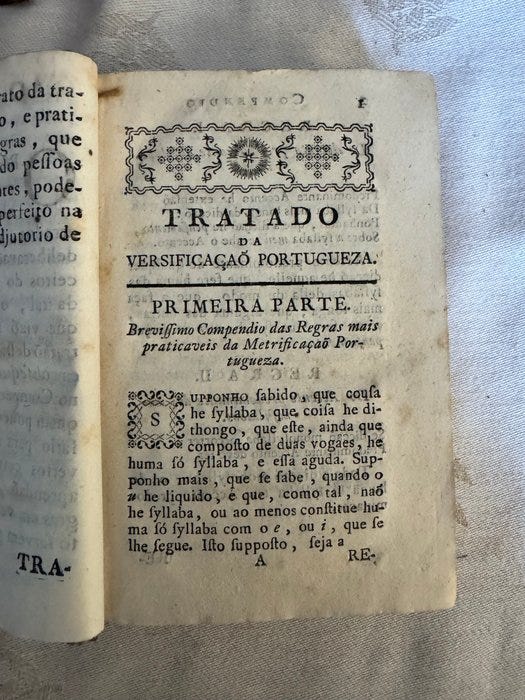 ato da tra-
o, e prati-
gras, que
do peſſoas
res, pode-
perfeito na
djutorio de
TRA-
1
TRATADO
DA
VERSIFICAÇAÕ PORTUGUEZA.
PRIMEIRA PARTE.
Breviſſimo Compendio das Regras mais
praticaveis da Metrificaçaõ Por-
tugueza.
SUPPONHO ſabido, que couſa
he ſyllaba, que coiſa he di-
thongo, que eſte, ainda que
compoſto de duas vogáes, he
huma ſó ſyllaba, e eſſa aguda. Sup-
ponho mais, que ſe ſabe, quando o
u he liquido, e que, como tal, naõ
he ſyllaba, ou ao menos conſtitue hu-
ma ſó ſyllaba com o e, ou i, que ſe
lhe ſegue. Iſto ſuppoſto, ſeja a
A
RE-